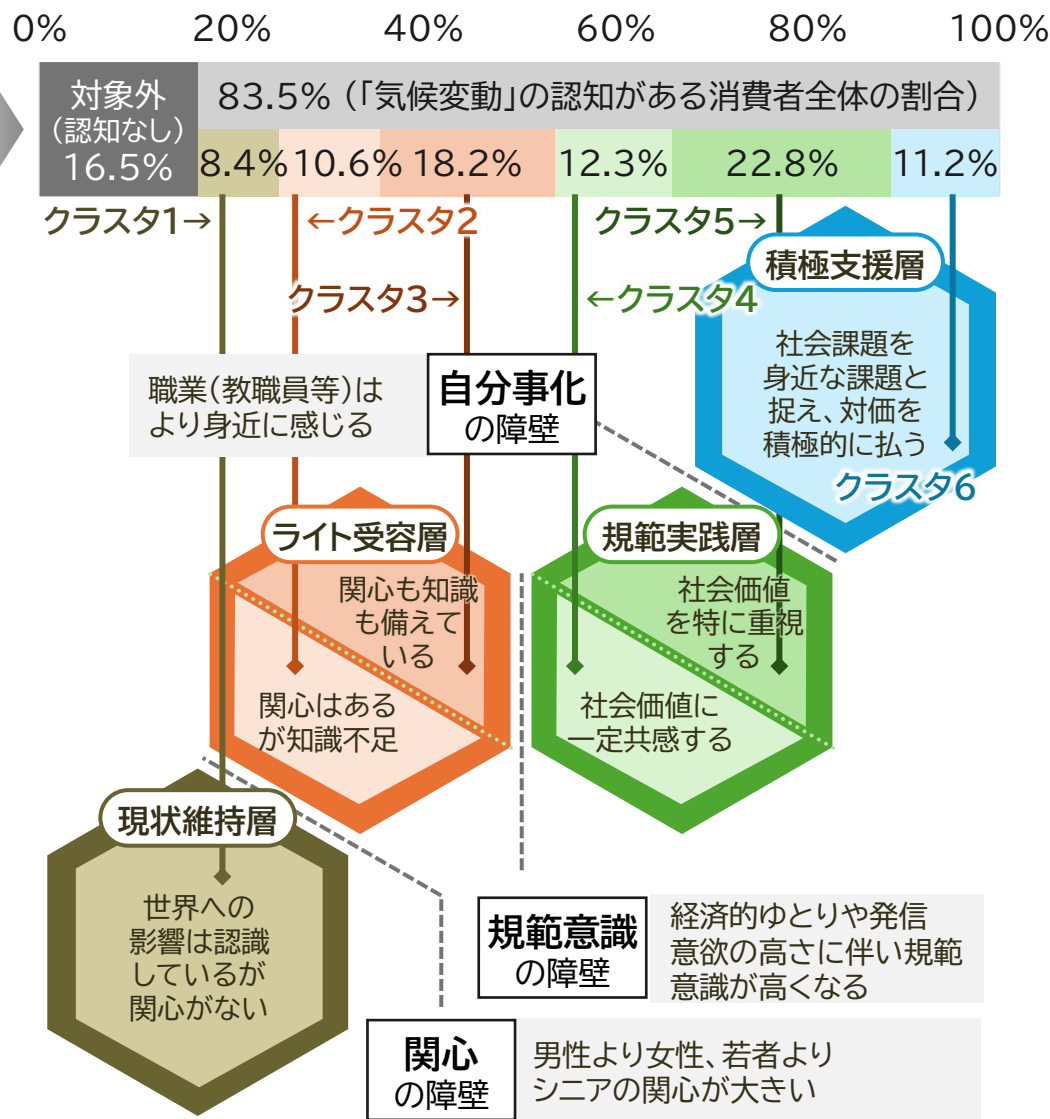 0% 20% 40% 60% 80% 100%
対象外
(認知なし)
16.5%
83.5%(「気候変動」の認知がある消費者全体の割合)
8.4% 10.6% 18.2% 12.3% 22.8% 11.2%
クラスタ1→
←クラスタ2
クラスタ5→
クラスタ3→
←クラスタ4
積極支援層
社会課題を
身近な課題と
捉え、対価を
積極的に払う
クラスタ6
職業(教職員等)は
より身近に感じる
自分事化
の障壁
ライト受容層
関心も知識
も備えて
いる
関心はある
が知識不足
規範実践層
社会価値
を特に重視
する
社会価値に
一定共感する
現状維持層
世界への
影響は認識
しているが
関心がない
規範意識
の障壁
経済的ゆとりや発信
意欲の高さに伴い規範
意識が高くなる
関心
の障壁
男性より女性、若者より
シニアの関心が大きい